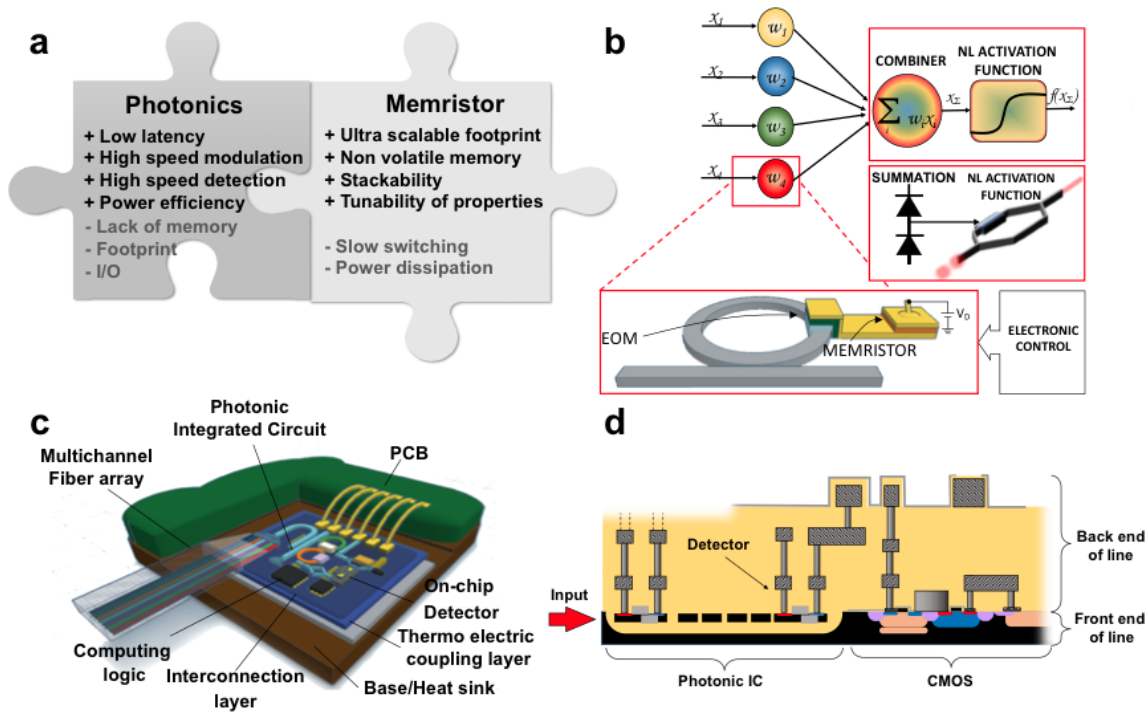 a
Photonics
+ Low latency
+ High speed modulation
+ High speed detection
+ Power efficiency
- Lack of memory
- Footprint
- I/O
Memristor
+ Ultra scalable footprint
+ Non volatile memory
+ Stackability
+ Tunability of properties
- Slow switching
- Power dissipation
b
x₁
w₁
x₂
w₂
x₃
w₃
x₄
w₄
COMBINER
Σ wᵢxᵢ
i
x_Σ
NL ACTIVATION
FUNCTION
f(x_Σ)
SUMMATION
NL ACTIVATION
FUNCTION
EOM
MEMRISTOR
V_D
ELECTRONIC
CONTROL
c
Photonic
Integrated Circuit
Multichannel
Fiber array
PCB
On-chip
Detector
Thermo electric
coupling layer
Computing
logic
Interconnection
layer
Base/Heat sink
d
Detector
Input
Back end
of line
Front end
of line
Photonic IC
CMOS